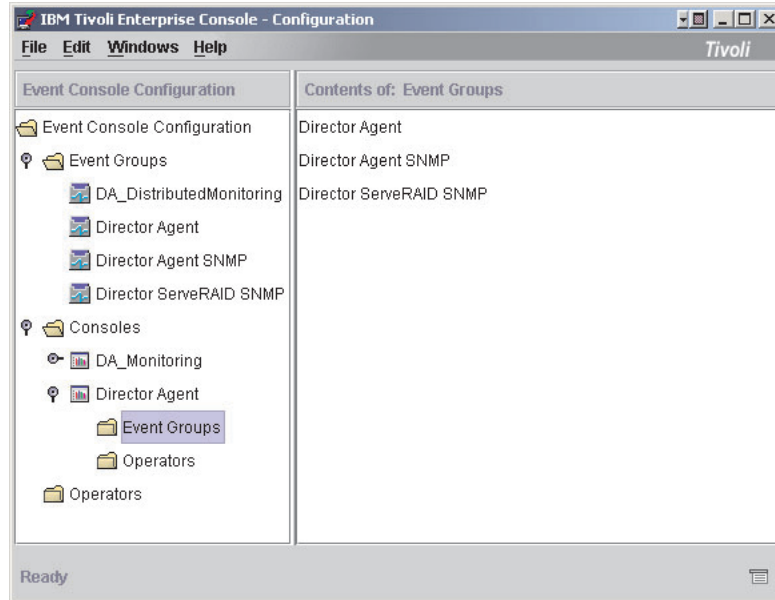 IBM Tivoli Enterprise Console - Configuration
File Edit Windows Help
Tivoli
Event Console Configuration
Contents of: Event Groups
Event Console Configuration
Event Groups
DA_DistributedMonitoring
Director Agent
Director Agent SNMP
Director ServeRAID SNMP
Consoles
DA_Monitoring
Director Agent
Event Groups
Operators
Operators
Director Agent
Director Agent SNMP
Director ServeRAID SNMP
Ready